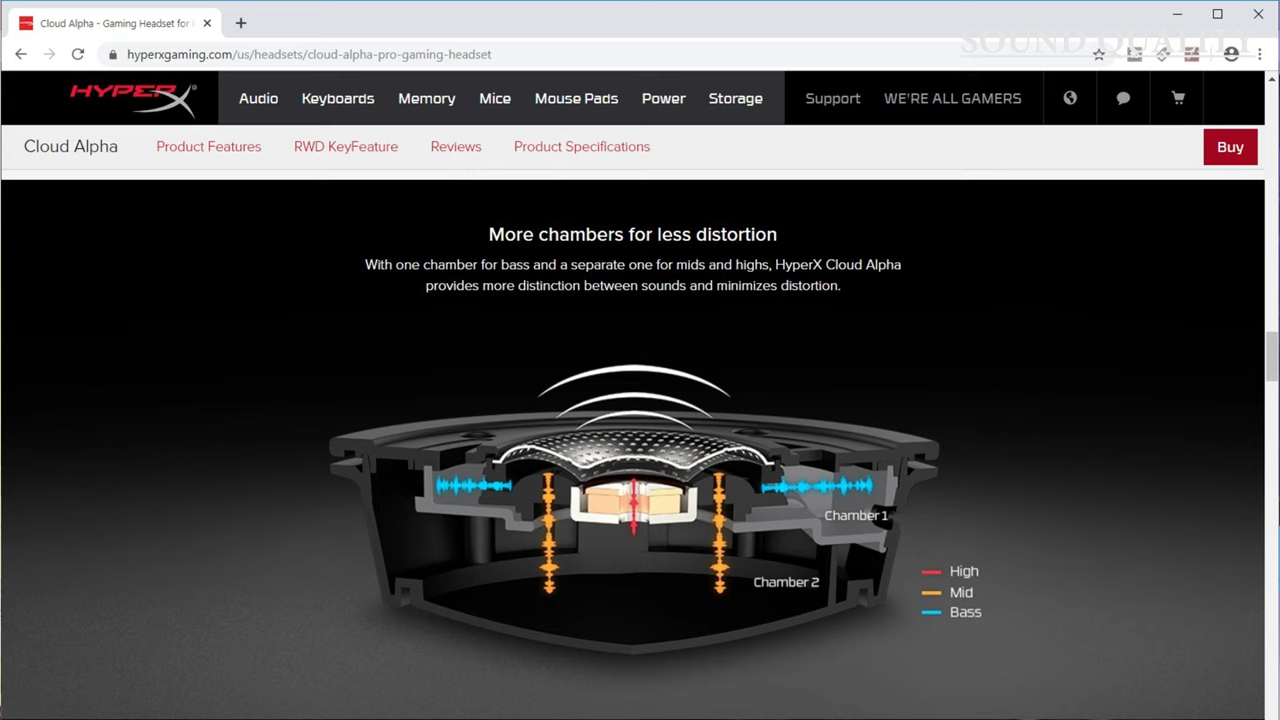 Cloud Alpha - Gaming Headset for
SOUND QUALITY
hyperxgaming.com/us/headsets/cloud-alpha-pro-gaming-headset
HYPERX®
Audio
Keyboards
Memory
Mice
Mouse Pads
Power
Storage
Support
WE'RE ALL GAMERS
Cloud Alpha
Product Features
RWD KeyFeature
Reviews
Product Specifications
Buy
More chambers for less distortion
With one chamber for bass and a separate one for mids and highs, HyperX Cloud Alpha
provides more distinction between sounds and minimizes distortion.
Chamber 1
Chamber 2
High
Mid
Bass